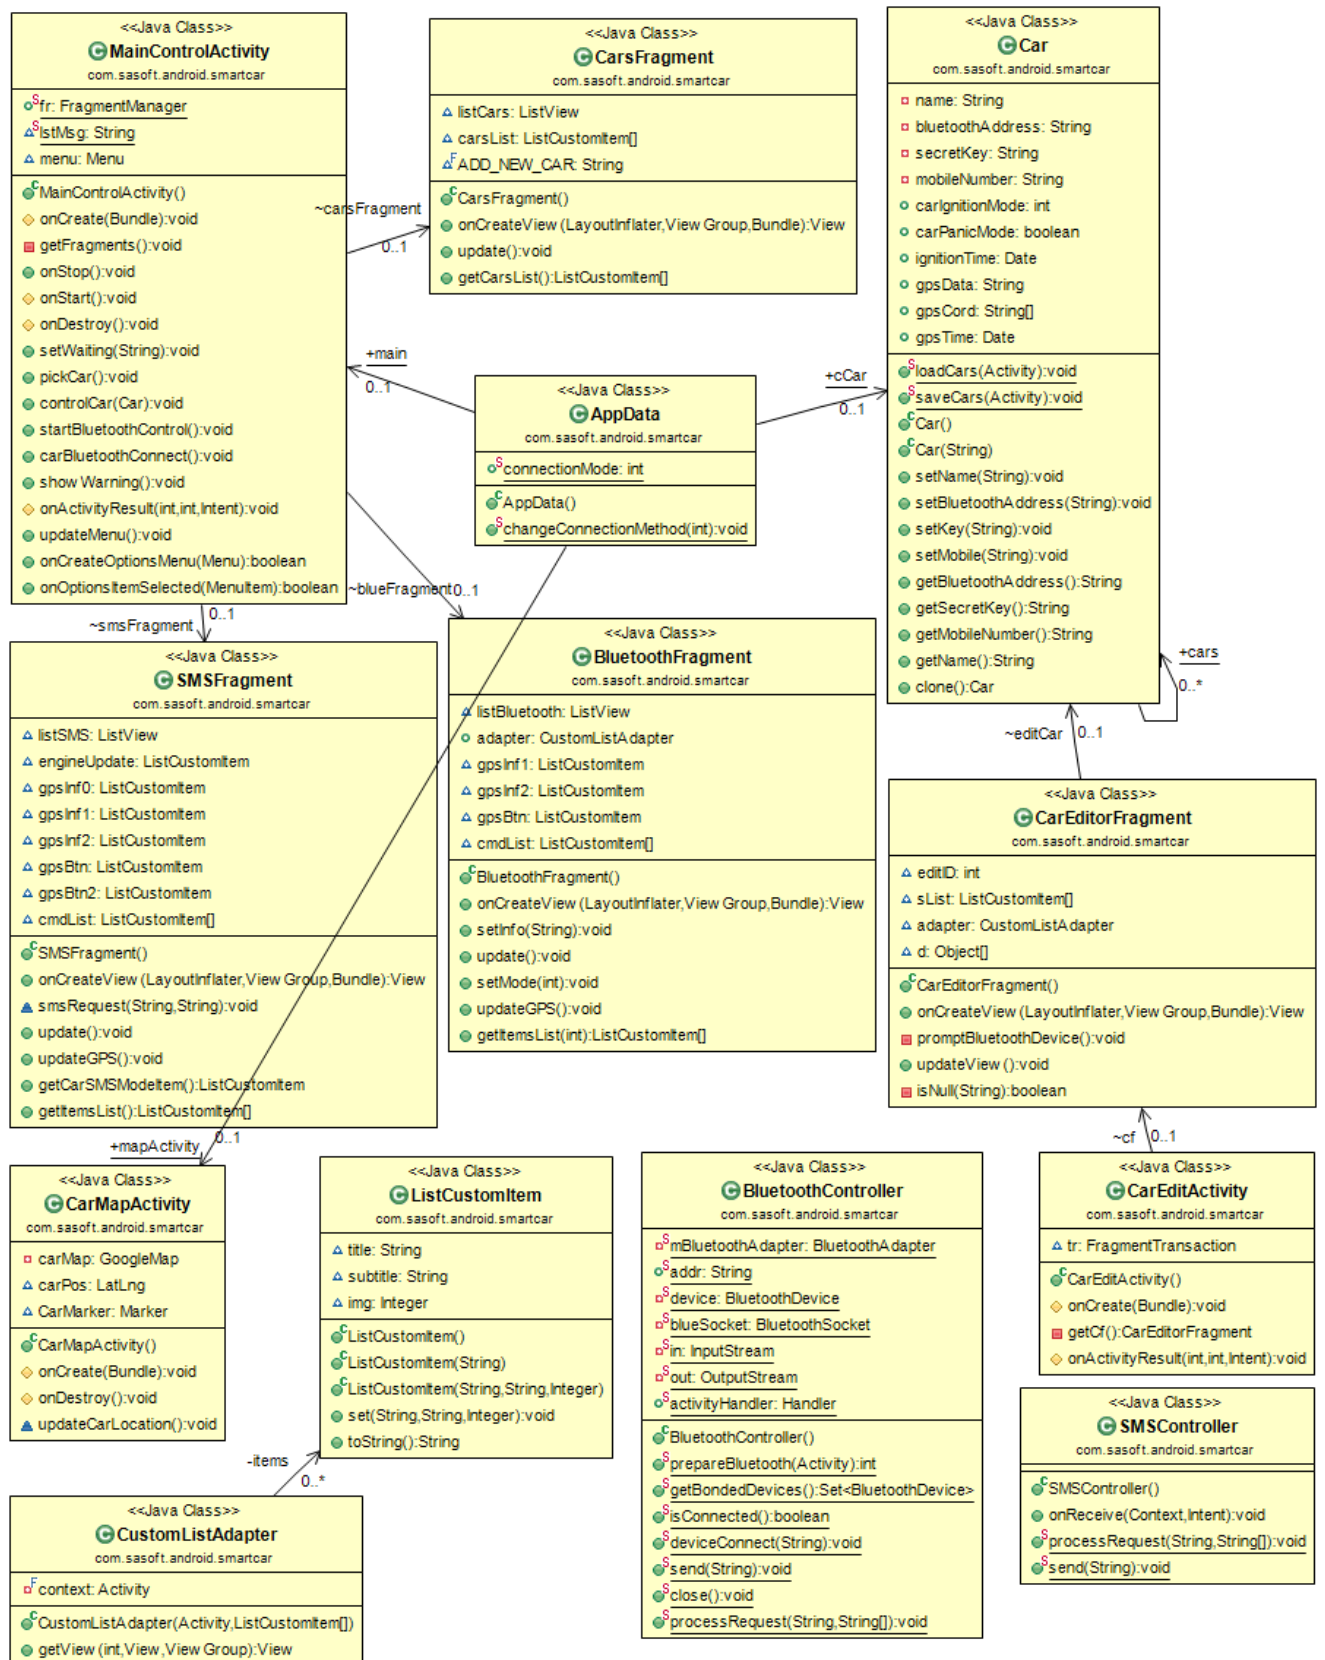 <<Java Class>>
MainControlActivity
com.sasoft.android.smartcar
fr: FragmentManager
lstMsg: String
menu: Menu
MainControlActivity()
onCreate(Bundle):void
getFragments():void
onStop():void
onStart():void
onDestroy():void
setWaiting(String):void
pickCar():void
controlCar(Car):void
startBluetoothControl():void
carBluetoothConnect():void
showWarning():void
onActivityResult(int,int,Intent):void
updateMenu():void
onCreateOptionsMenu(Menu):boolean
onOptionsItemSelected(MenuItem):boolean
~carsFragment
0..1
<<Java Class>>
CarsFragment
com.sasoft.android.smartcar
listCars: ListView
carsList: ListCustomItem[]
ADD_NEW_CAR: String
CarsFragment()
onCreateView(LayoutInflater,ViewGroup,Bundle):View
update():void
getCarsList():ListCustomItem[]
<<Java Class>>
Car
com.sasoft.android.smartcar
name: String
bluetoothAddress: String
secretKey: String
mobileNumber: String
carIgnitionMode: int
carPanicMode: boolean
ignitionTime: Date
gpsData: String
gpsCord: String[]
gpsTime: Date
loadCars(Activity):void
saveCars(Activity):void
Car()
Car(String)
setName(String):void
setBluetoothAddress(String):void
setKey(String):void
setMobile(String):void
getBluetoothAddress():String
getSecretKey():String
getMobileNumber():String
getName():String
clone():Car
+main
0..1
+cCar
0..1
<<Java Class>>
AppData
com.sasoft.android.smartcar
connectionMode: int
AppData()
changeConnectionMethod(int):void
~blueFragment
0..1
~smsFragment
0..1
+cars
0..*
~editCar
0..1
<<Java Class>>
SMSFragment
com.sasoft.android.smartcar
listSMS: ListView
engineUpdate: ListCustomItem
gpsInf0: ListCustomItem
gpsInf1: ListCustomItem
gpsInf2: ListCustomItem
gpsBtn: ListCustomItem
gpsBtn2: ListCustomItem
cmdList: ListCustomItem[]
SMSFragment()
onCreateView(LayoutInflater,ViewGroup,Bundle):View
smsRequest(String,String):void
update():void
updateGPS():void
getCarSMSModeItem():ListCustomItem
getItemsList():ListCustomItem[]
<<Java Class>>
BluetoothFragment
com.sasoft.android.smartcar
listBluetooth: ListView
adapter: CustomListAdapter
gpsInf1: ListCustomItem
gpsInf2: ListCustomItem
gpsBtn: ListCustomItem
cmdList: ListCustomItem[]
BluetoothFragment()
onCreateView(LayoutInflater,ViewGroup,Bundle):View
setInfo(String):void
update():void
setMode(int):void
updateGPS():void
getItemsList(int):ListCustomItem[]
<<Java Class>>
CarEditorFragment
com.sasoft.android.smartcar
editID: int
sList: ListCustomItem[]
adapter: CustomListAdapter
d: Object[]
CarEditorFragment()
onCreateView(LayoutInflater,ViewGroup,Bundle):View
promptBluetoothDevice():void
updateView():void
isNull(String):boolean
+mapActivity
0..1
~cf
0..1
<<Java Class>>
CarMapActivity
com.sasoft.android.smartcar
carMap: GoogleMap
carPos: LatLng
CarMarker: Marker
CarMapActivity()
onCreate(Bundle):void
onDestroy():void
updateCarLocation():void
<<Java Class>>
ListCustomItem
com.sasoft.android.smartcar
title: String
subtitle: String
img: Integer
ListCustomItem()
ListCustomItem(String)
ListCustomItem(String,String,Integer)
set(String,String,Integer):void
toString():String
<<Java Class>>
BluetoothController
com.sasoft.android.smartcar
mBluetoothAdapter: BluetoothAdapter
addr: String
device: BluetoothDevice
blueSocket: BluetoothSocket
in: InputStream
out: OutputStream
activityHandler: Handler
BluetoothController()
prepareBluetooth(Activity):int
getBondedDevices():Set<BluetoothDevice>
isConnected():boolean
deviceConnect(String):void
send(String):void
close():void
processRequest(String,String[]):void
<<Java Class>>
CarEditActivity
com.sasoft.android.smartcar
tr: FragmentTransaction
CarEditActivity()
onCreate(Bundle):void
getCf():CarEditorFragment
onActivityResult(int,int,Intent):void
<<Java Class>>
SMSController
com.sasoft.android.smartcar
SMSController()
onReceive(Context,Intent):void
processRequest(String,String[]):void
send(String):void
-items
0..*
<<Java Class>>
CustomListAdapter
com.sasoft.android.smartcar
context: Activity
CustomListAdapter(Activity,ListCustomItem[])
getView(int,View,ViewGroup):View